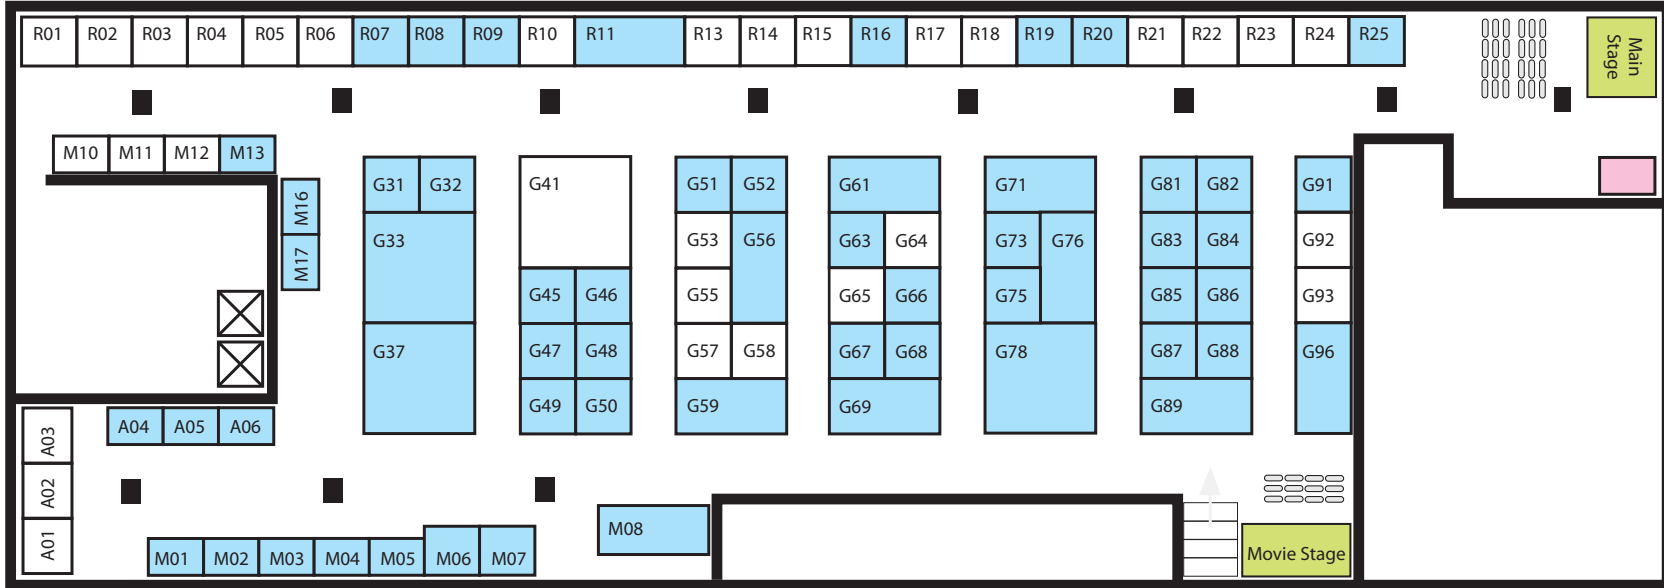 R01 R02 R03 R04 R05 R06 R07 R08 R09 R10 R11 R13 R14 R15 R16 R17 R18 R19 R20 R21 R22 R23 R24 R25
Main
Stage
M10 M11 M12 M13
M16
M17
G31 G32 G41 G51 G52 G61 G71 G81 G82 G91
G33 G53 G56 G63 G64 G73 G76 G83 G84 G92
G45 G46 G55 G65 G66 G75 G85 G86 G93
G37 G47 G48 G57 G58 G67 G68 G78 G87 G88 G96
G49 G50 G59 G69 G89
A03 A04 A05 A06
A02
A01
M01 M02 M03 M04 M05 M06 M07
M08
Movie Stage